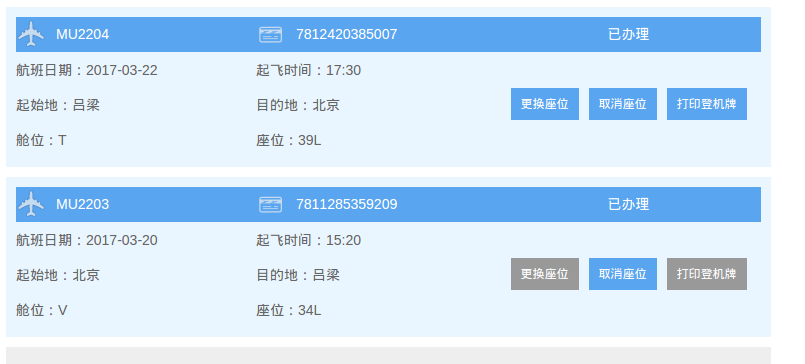 MU2204 7812420385007 已办理
航班日期：2017-03-22 起飞时间：17:30
起始地：吕梁 目的地：北京 更换座位 取消座位 打印登机牌
舱位：T 座位：39L
MU2203 7811285359209 已办理
航班日期：2017-03-20 起飞时间：15:20
起始地：北京 目的地：吕梁 更换座位 取消座位 打印登机牌
舱位：V 座位：34L